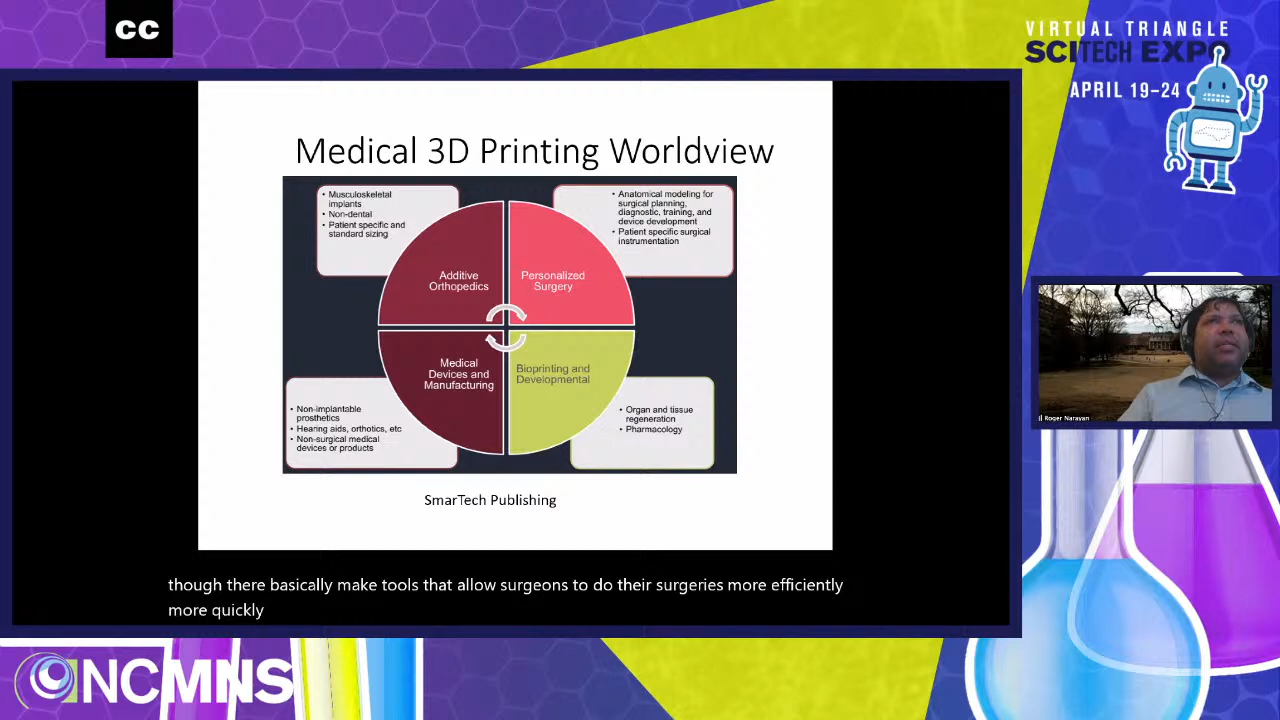 CC
VIRTUAL TRIANGLE
SCITECH EXPO
APRIL 19–24
Medical 3D Printing Worldview
• Musculoskeletal
implants
• Non-dental
• Patient specific and
standard sizing
• Anatomical modeling for
surgical planning,
diagnostic, training, and
device development
• Patient specific surgical
instrumentation
Additive
Orthopedics
Personalized
Surgery
Medical
Devices and
Manufacturing
Bioprinting and
Developmental
• Non-implantable
prosthetics
• Hearing aids, orthotics, etc
• Non-surgical medical
devices or products
• Organ and tissue
regeneration
• Pharmacology
SmarTech Publishing
Roger Narayan
though there basically make tools that allow surgeons to do their surgeries more efficiently
more quickly
NCMNS